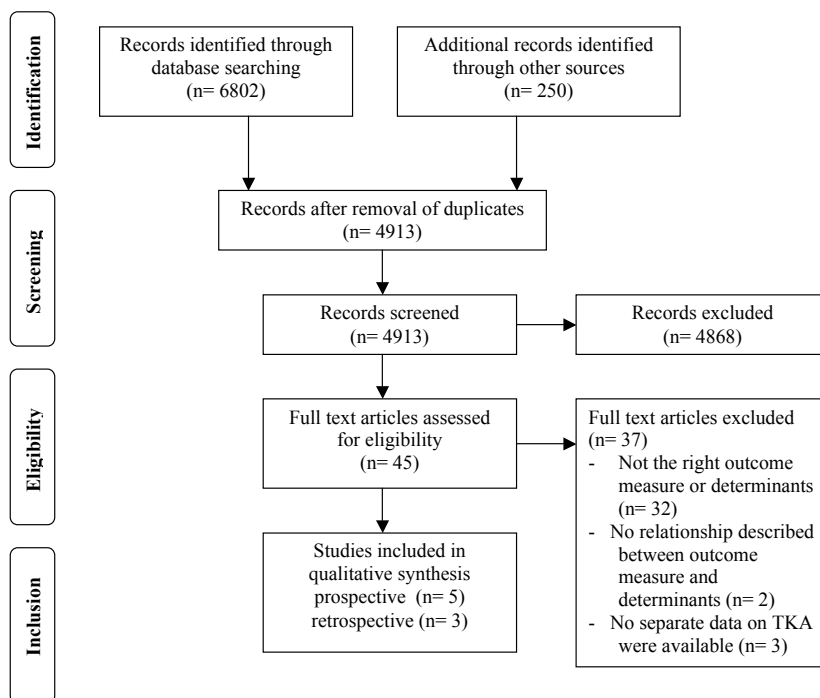 Identification
Records identified through
database searching
(n= 6802)
Additional records identified
through other sources
(n= 250)
Screening
Records after removal of duplicates
(n= 4913)
Records screened
(n= 4913)
Records excluded
(n= 4868)
Eligibility
Full text articles assessed
for eligibility
(n= 45)
Full text articles excluded
(n= 37)
- Not the right outcome
measure or determinants
(n= 32)
- No relationship described
between outcome
measure and
determinants (n= 2)
- No separate data on TKA
were available (n= 3)
Inclusion
Studies included in
qualitative synthesis
prospective (n= 5)
retrospective (n= 3)